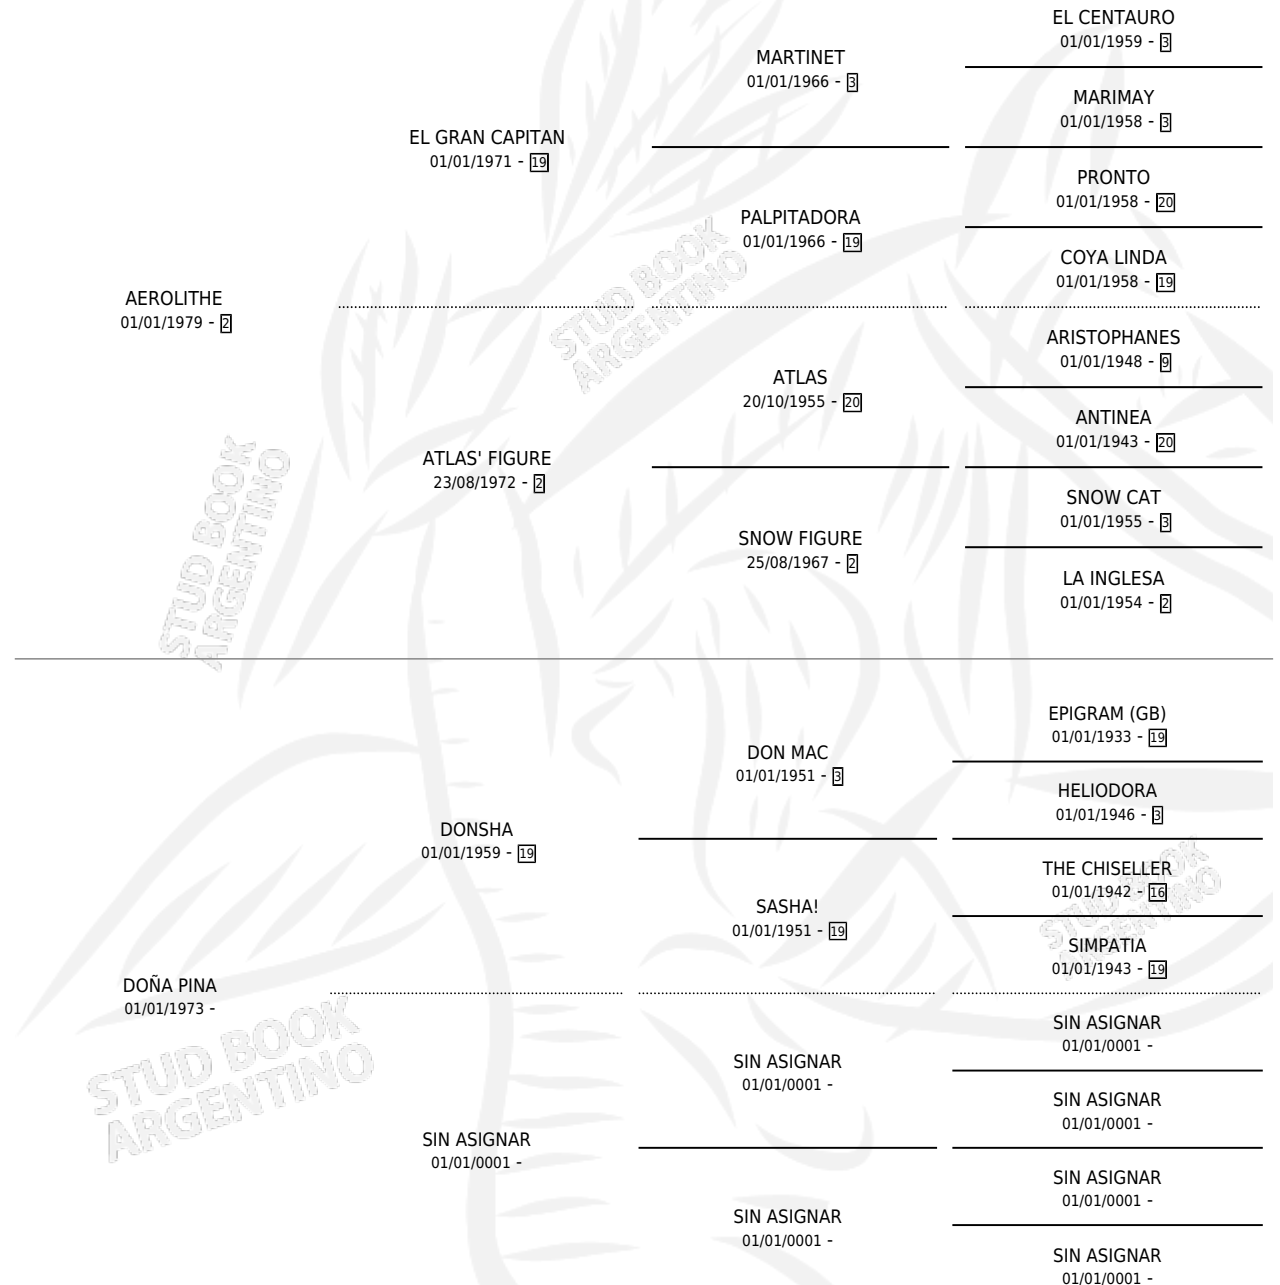 EL CENTAURO
01/01/1959 - 3
MARTINET
01/01/1966 - 3
MARIMAY
01/01/1958 - 3
EL GRAN CAPITAN
01/01/1971 - 19
PRONTO
01/01/1958 - 20
PALPITADORA
01/01/1966 - 19
COYA LINDA
01/01/1958 - 19
AEROLITHE
01/01/1979 - 2
ARISTOPHANES
01/01/1948 - 9
ATLAS
20/10/1955 - 20
ANTINEA
01/01/1943 - 20
ATLAS' FIGURE
23/08/1972 - 2
SNOW CAT
01/01/1955 - 3
SNOW FIGURE
25/08/1967 - 2
LA INGLESA
01/01/1954 - 2
EPIGRAM (GB)
01/01/1933 - 19
DON MAC
01/01/1951 - 3
HELIODORA
01/01/1946 - 3
DONSHA
01/01/1959 - 19
THE CHISELLER
01/01/1942 - 16
SASHA!
01/01/1951 - 19
SIMPATIA
01/01/1943 - 19
DOÑA PINA
01/01/1973 -
SIN ASIGNAR
01/01/0001 -
SIN ASIGNAR
01/01/0001 -
SIN ASIGNAR
01/01/0001 -
SIN ASIGNAR
01/01/0001 -
SIN ASIGNAR
01/01/0001 -
SIN ASIGNAR
01/01/0001 -
SIN ASIGNAR
01/01/0001 -
STUD BOOK
ARGENTINO
STUD BOOK
ARGENTINO
STUD BOOK
ARGENTINO
STUD BOOK
ARGENTINO